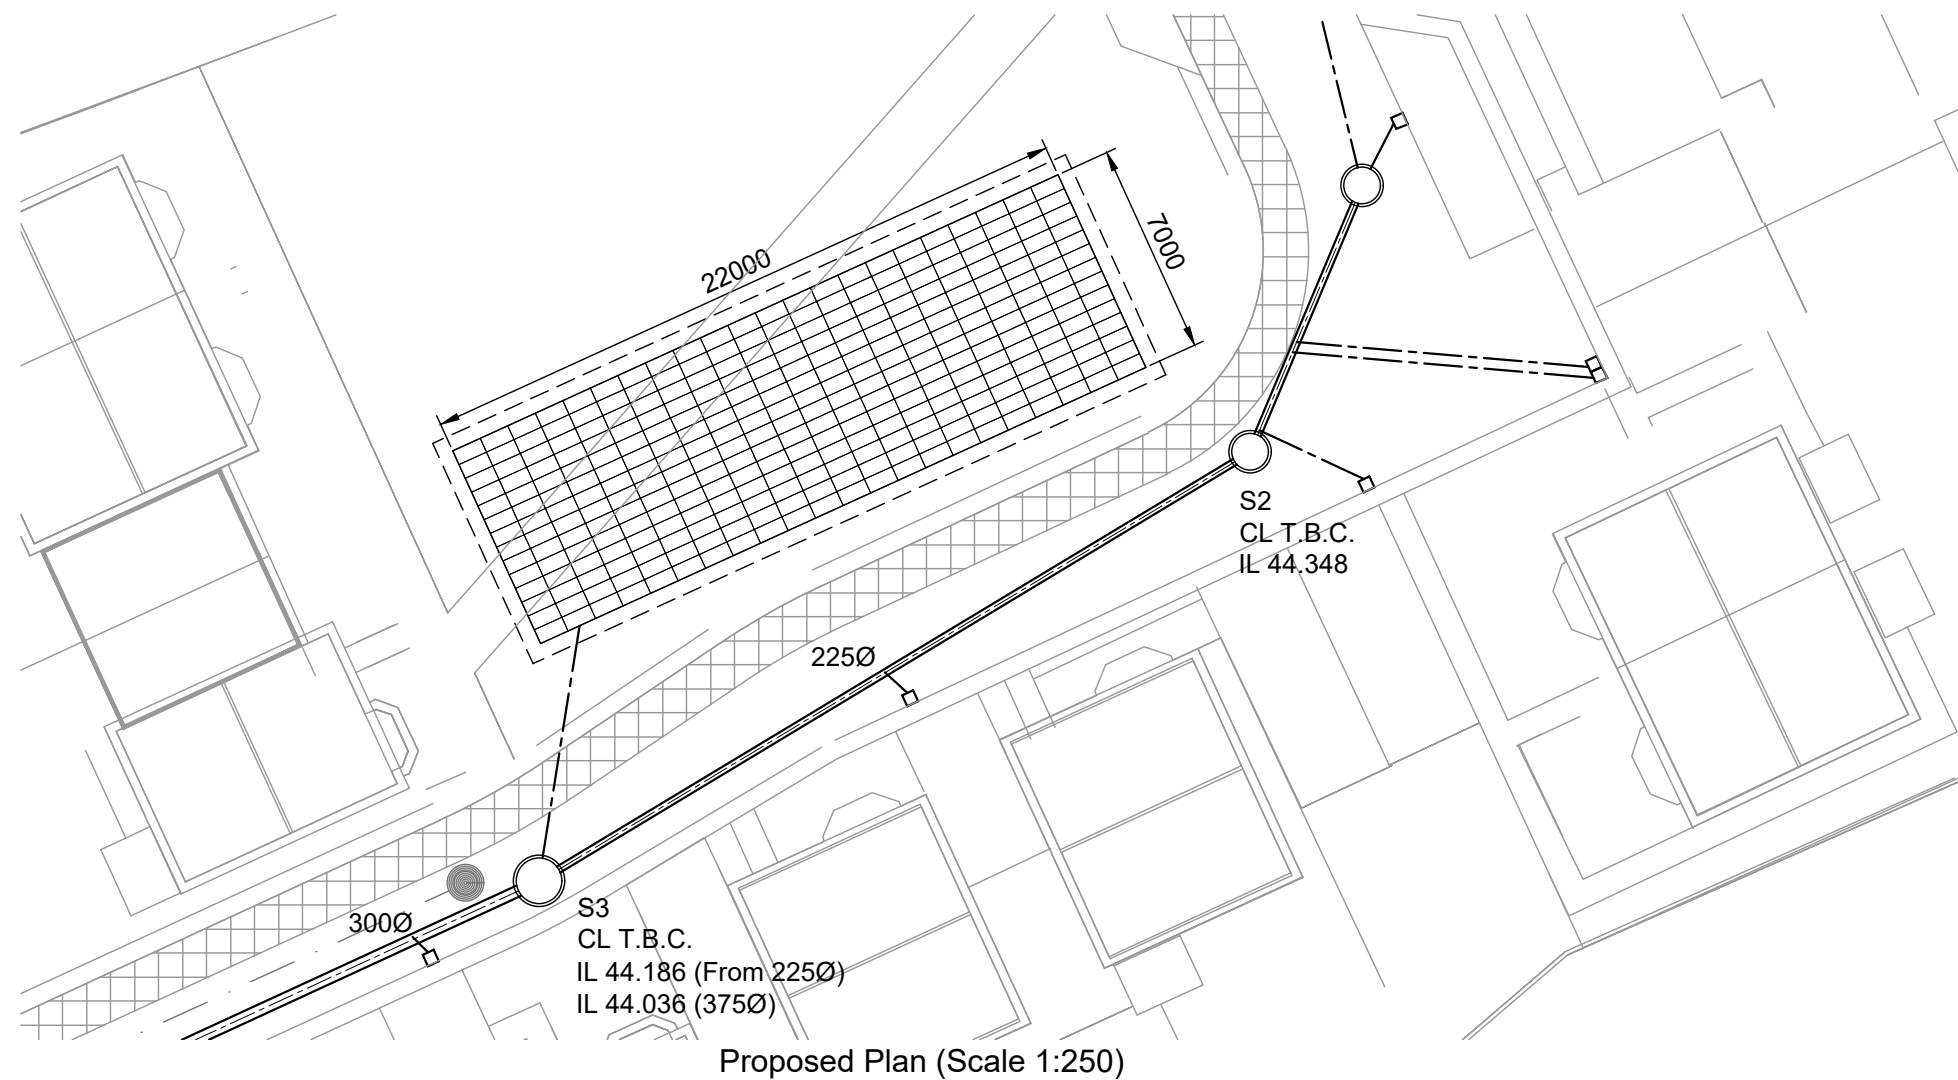 22000
7000
S2
CL T.B.C.
IL 44.348
225Ø
300Ø
S3
CL T.B.C.
IL 44.186 (From 225Ø)
IL 44.036 (375Ø)
Proposed Plan (Scale 1:250)